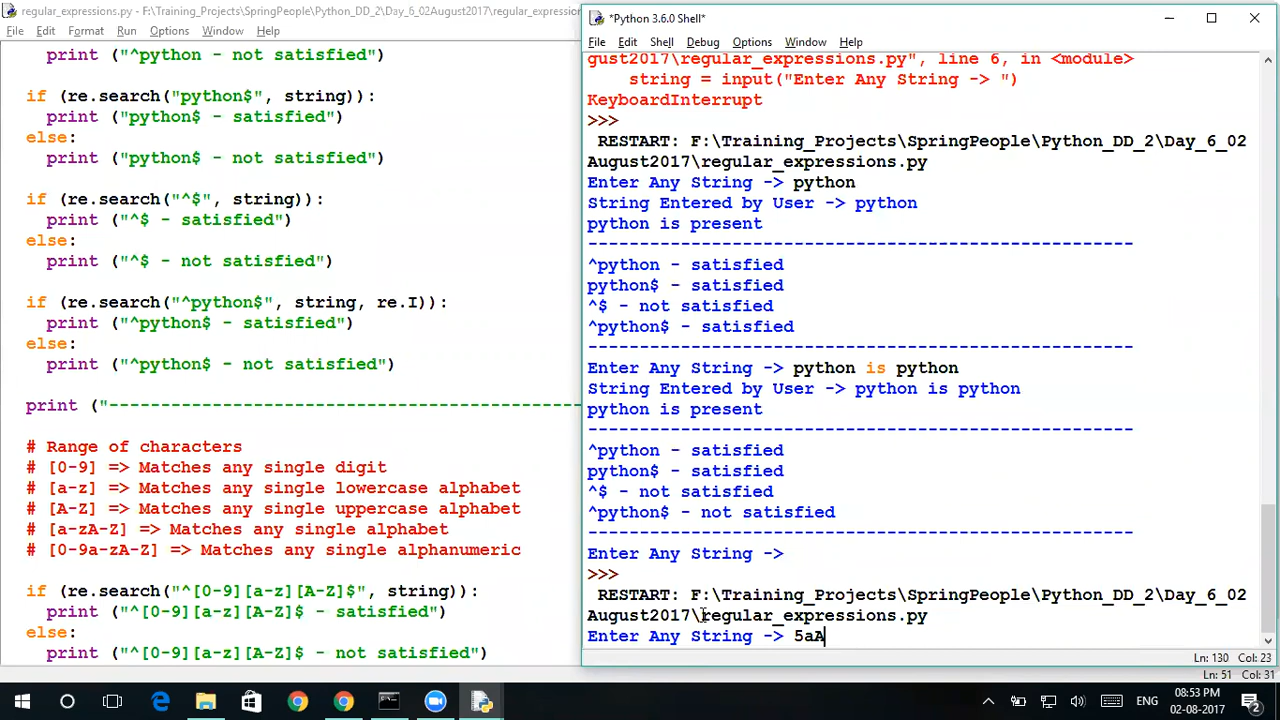 regular_expressions.py - F:\Training_Projects\SpringPeople\Python_DD_2\Day_6_02August2017\regular_expressions
File Edit Format Run Options Window Help
print ("^python - not satisfied")
if (re.search("python$", string)):
print ("python$ - satisfied")
else:
print ("python$ - not satisfied")
if (re.search("^$", string)):
print ("^$ - satisfied")
else:
print ("^$ - not satisfied")
if (re.search("^python$", string, re.I)):
print ("^python$ - satisfied")
else:
print ("^python$ - not satisfied")
print ("----------------------------------------------
# Range of characters
# [0-9] => Matches any single digit
# [a-z] => Matches any single lowercase alphabet
# [A-Z] => Matches any single uppercase alphabet
# [a-zA-Z] => Matches any single alphabet
# [0-9a-zA-Z] => Matches any single alphanumeric
if (re.search("^[0-9][a-z][A-Z]$", string)):
print ("^[0-9][a-z][A-Z]$ - satisfied")
else:
print ("^[0-9][a-z][A-Z]$ - not satisfied")
*Python 3.6.0 Shell*
File Edit Shell Debug Options Window Help
gust2017\regular_expressions.py", line 6, in <module>
string = input("Enter Any String -> ")
KeyboardInterrupt
>>>
RESTART: F:\Training_Projects\SpringPeople\Python_DD_2\Day_6_02
August2017\regular_expressions.py
Enter Any String -> python
String Entered by User -> python
python is present
-----------------------------------------------------
^python - satisfied
python$ - satisfied
^$ - not satisfied
^python$ - satisfied
-----------------------------------------------------
Enter Any String -> python is python
String Entered by User -> python is python
python is present
-----------------------------------------------------
^python - satisfied
python$ - satisfied
^$ - not satisfied
^python$ - not satisfied
-----------------------------------------------------
Enter Any String ->
>>>
RESTART: F:\Training_Projects\SpringPeople\Python_DD_2\Day_6_02
August2017\regular_expressions.py
Enter Any String -> 5aA
Ln: 130 Col: 23
Ln: 51 Col: 31
ENG
08:53 PM
02-08-2017
2